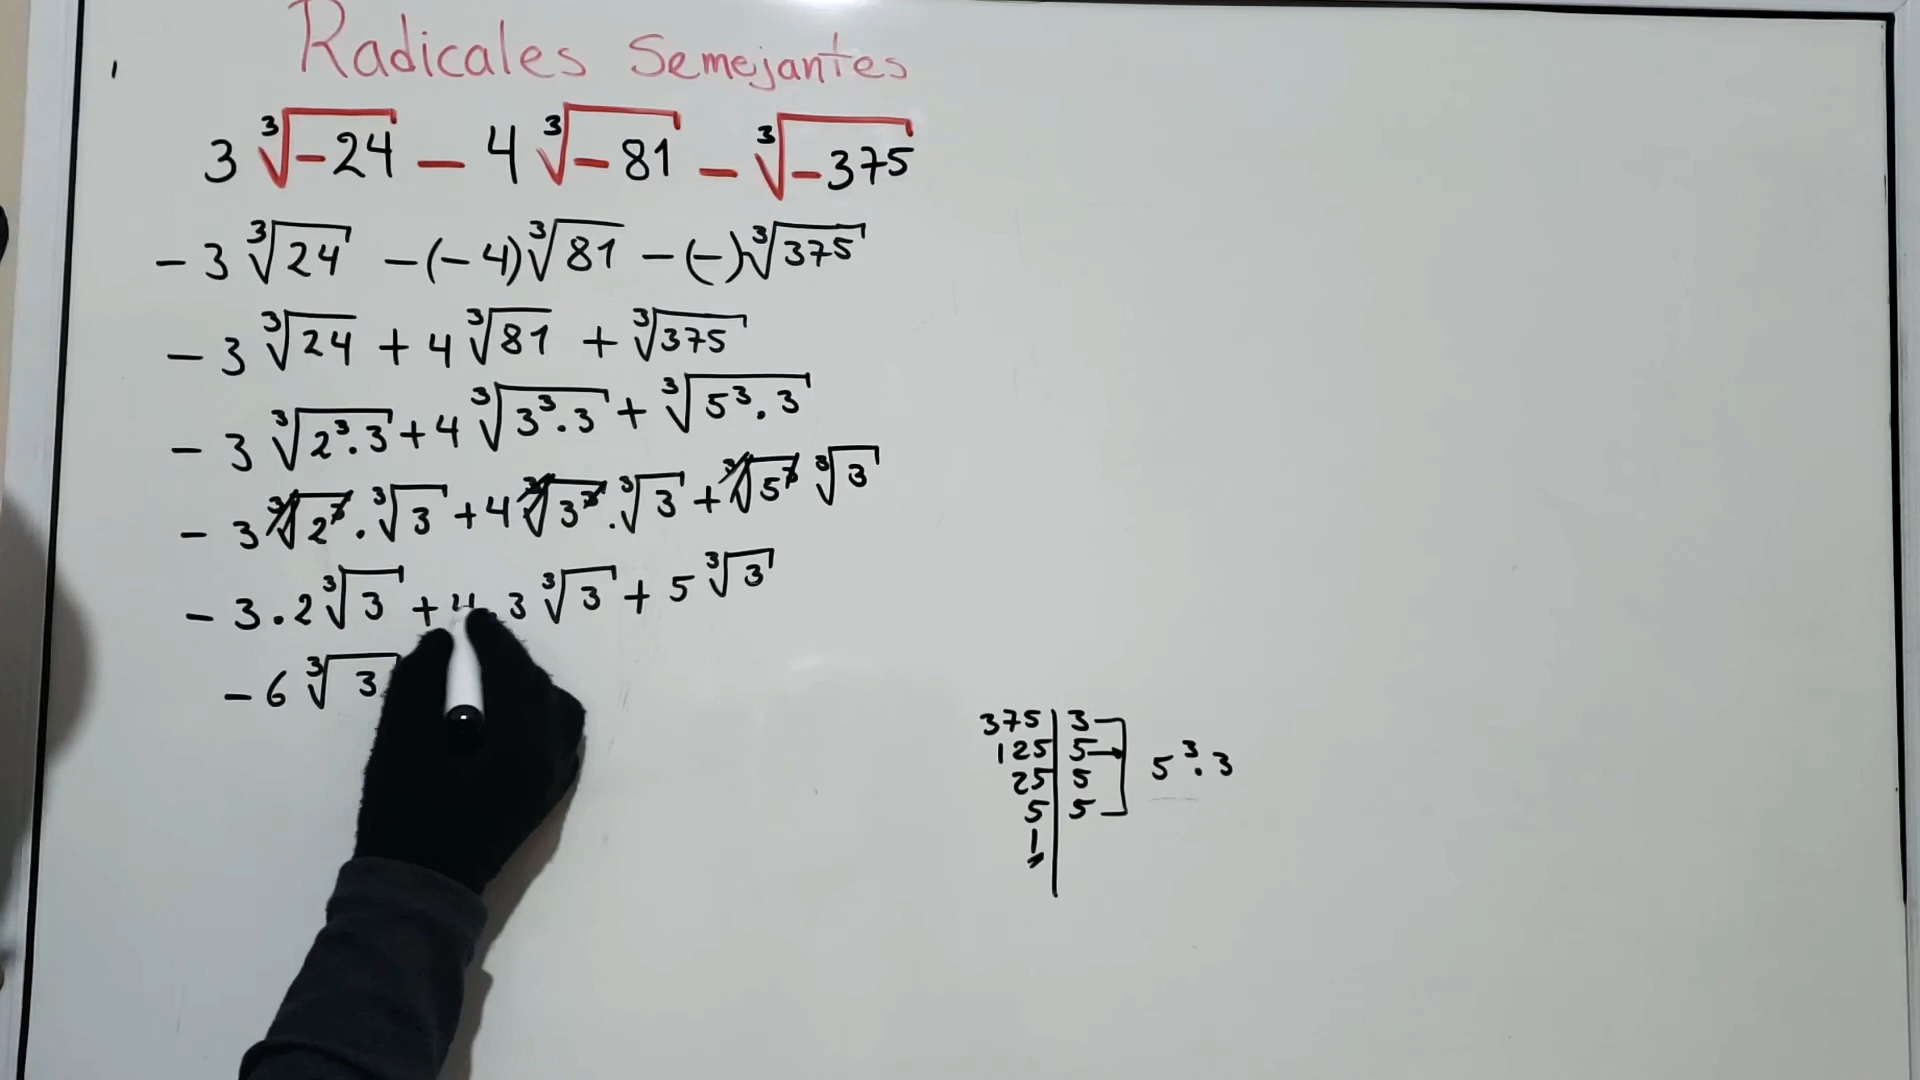 Radicales Semejantes
3 ∛-24 - 4 ∛-81 - ∛-375
- 3 ∛24 - (- 4) ∛81 - (-) ∛375
- 3 ∛24 + 4 ∛81 + ∛375
- 3 ∛2³.3 + 4 ∛3³.3 + ∛5³.3
- 3 ∛2³ . ∛3 + 4 ∛3³ . ∛3 + ∛5³ ∛3
- 3.2 ∛3 + 4.3 ∛3 + 5 ∛3
- 6 ∛3
375 | 3
125 | 5
25 | 5
5 | 5
1
5³.3